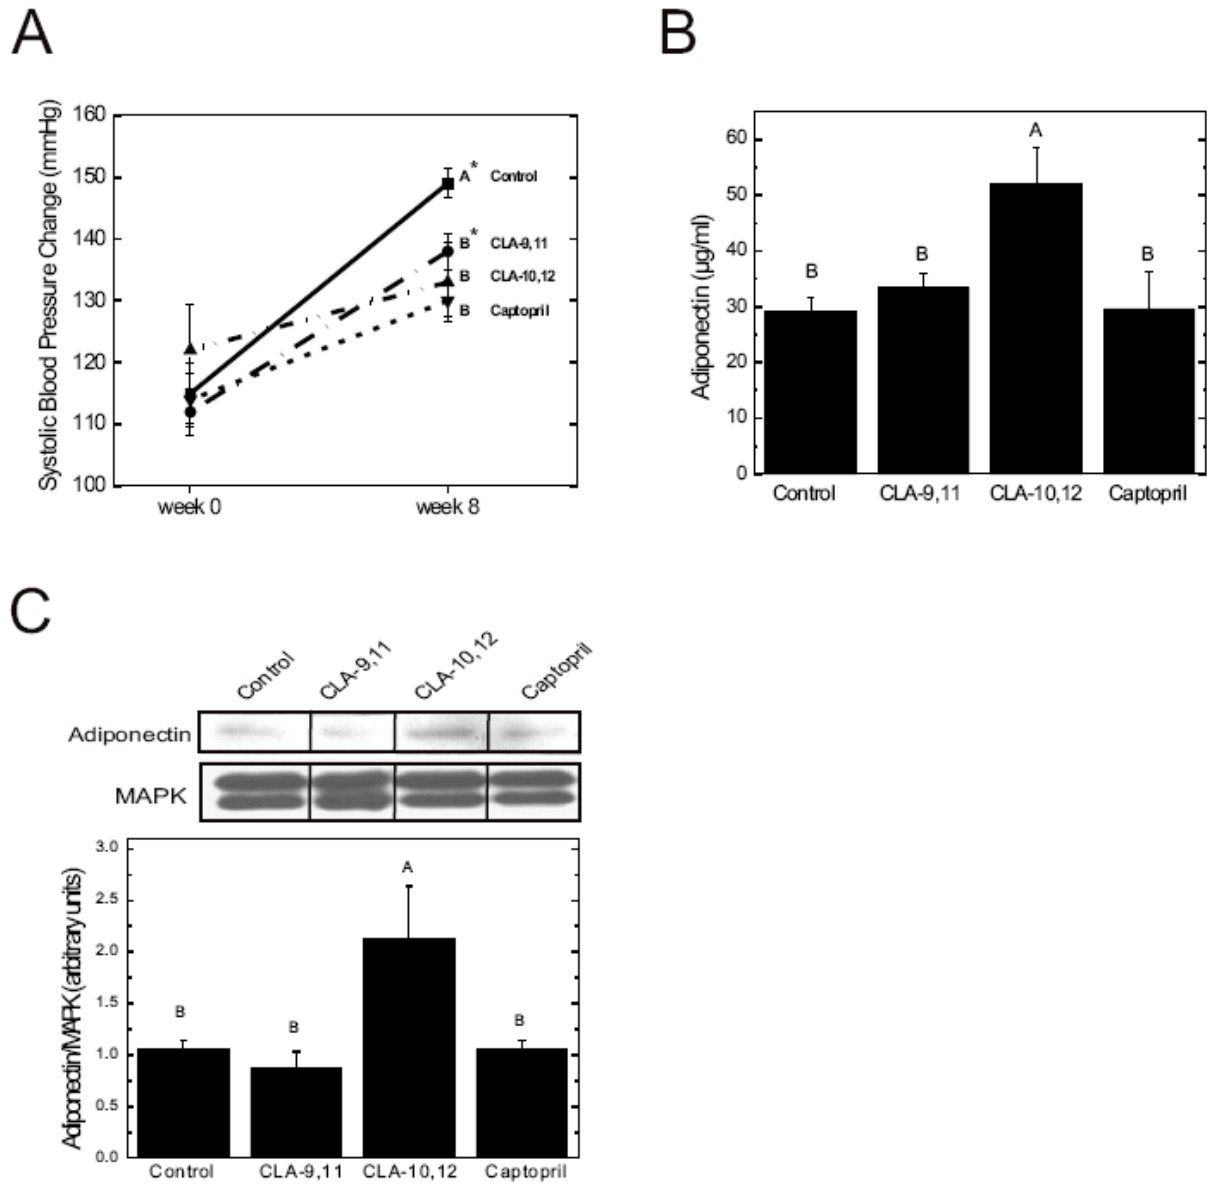 A
Systolic Blood Pressure Change (mmHg)
160
150
140
130
120
110
100
A* Control
B* CLA-9,11
B CLA-10,12
B Captopril
week 0
week 8
B
Adiponectin (µg/ml)
60
50
40
30
20
10
0
B
B
A
B
Control
CLA-9,11
CLA-10,12
Captopril
C
Control
CLA-9,11
CLA-10,12
Captopril
Adiponectin
MAPK
Adiponectin/MAPK (arbitrary units)
3.0
2.5
2.0
1.5
1.0
0.5
0.0
B
B
A
B
Control
CLA-9,11
CLA-10,12
Captopril